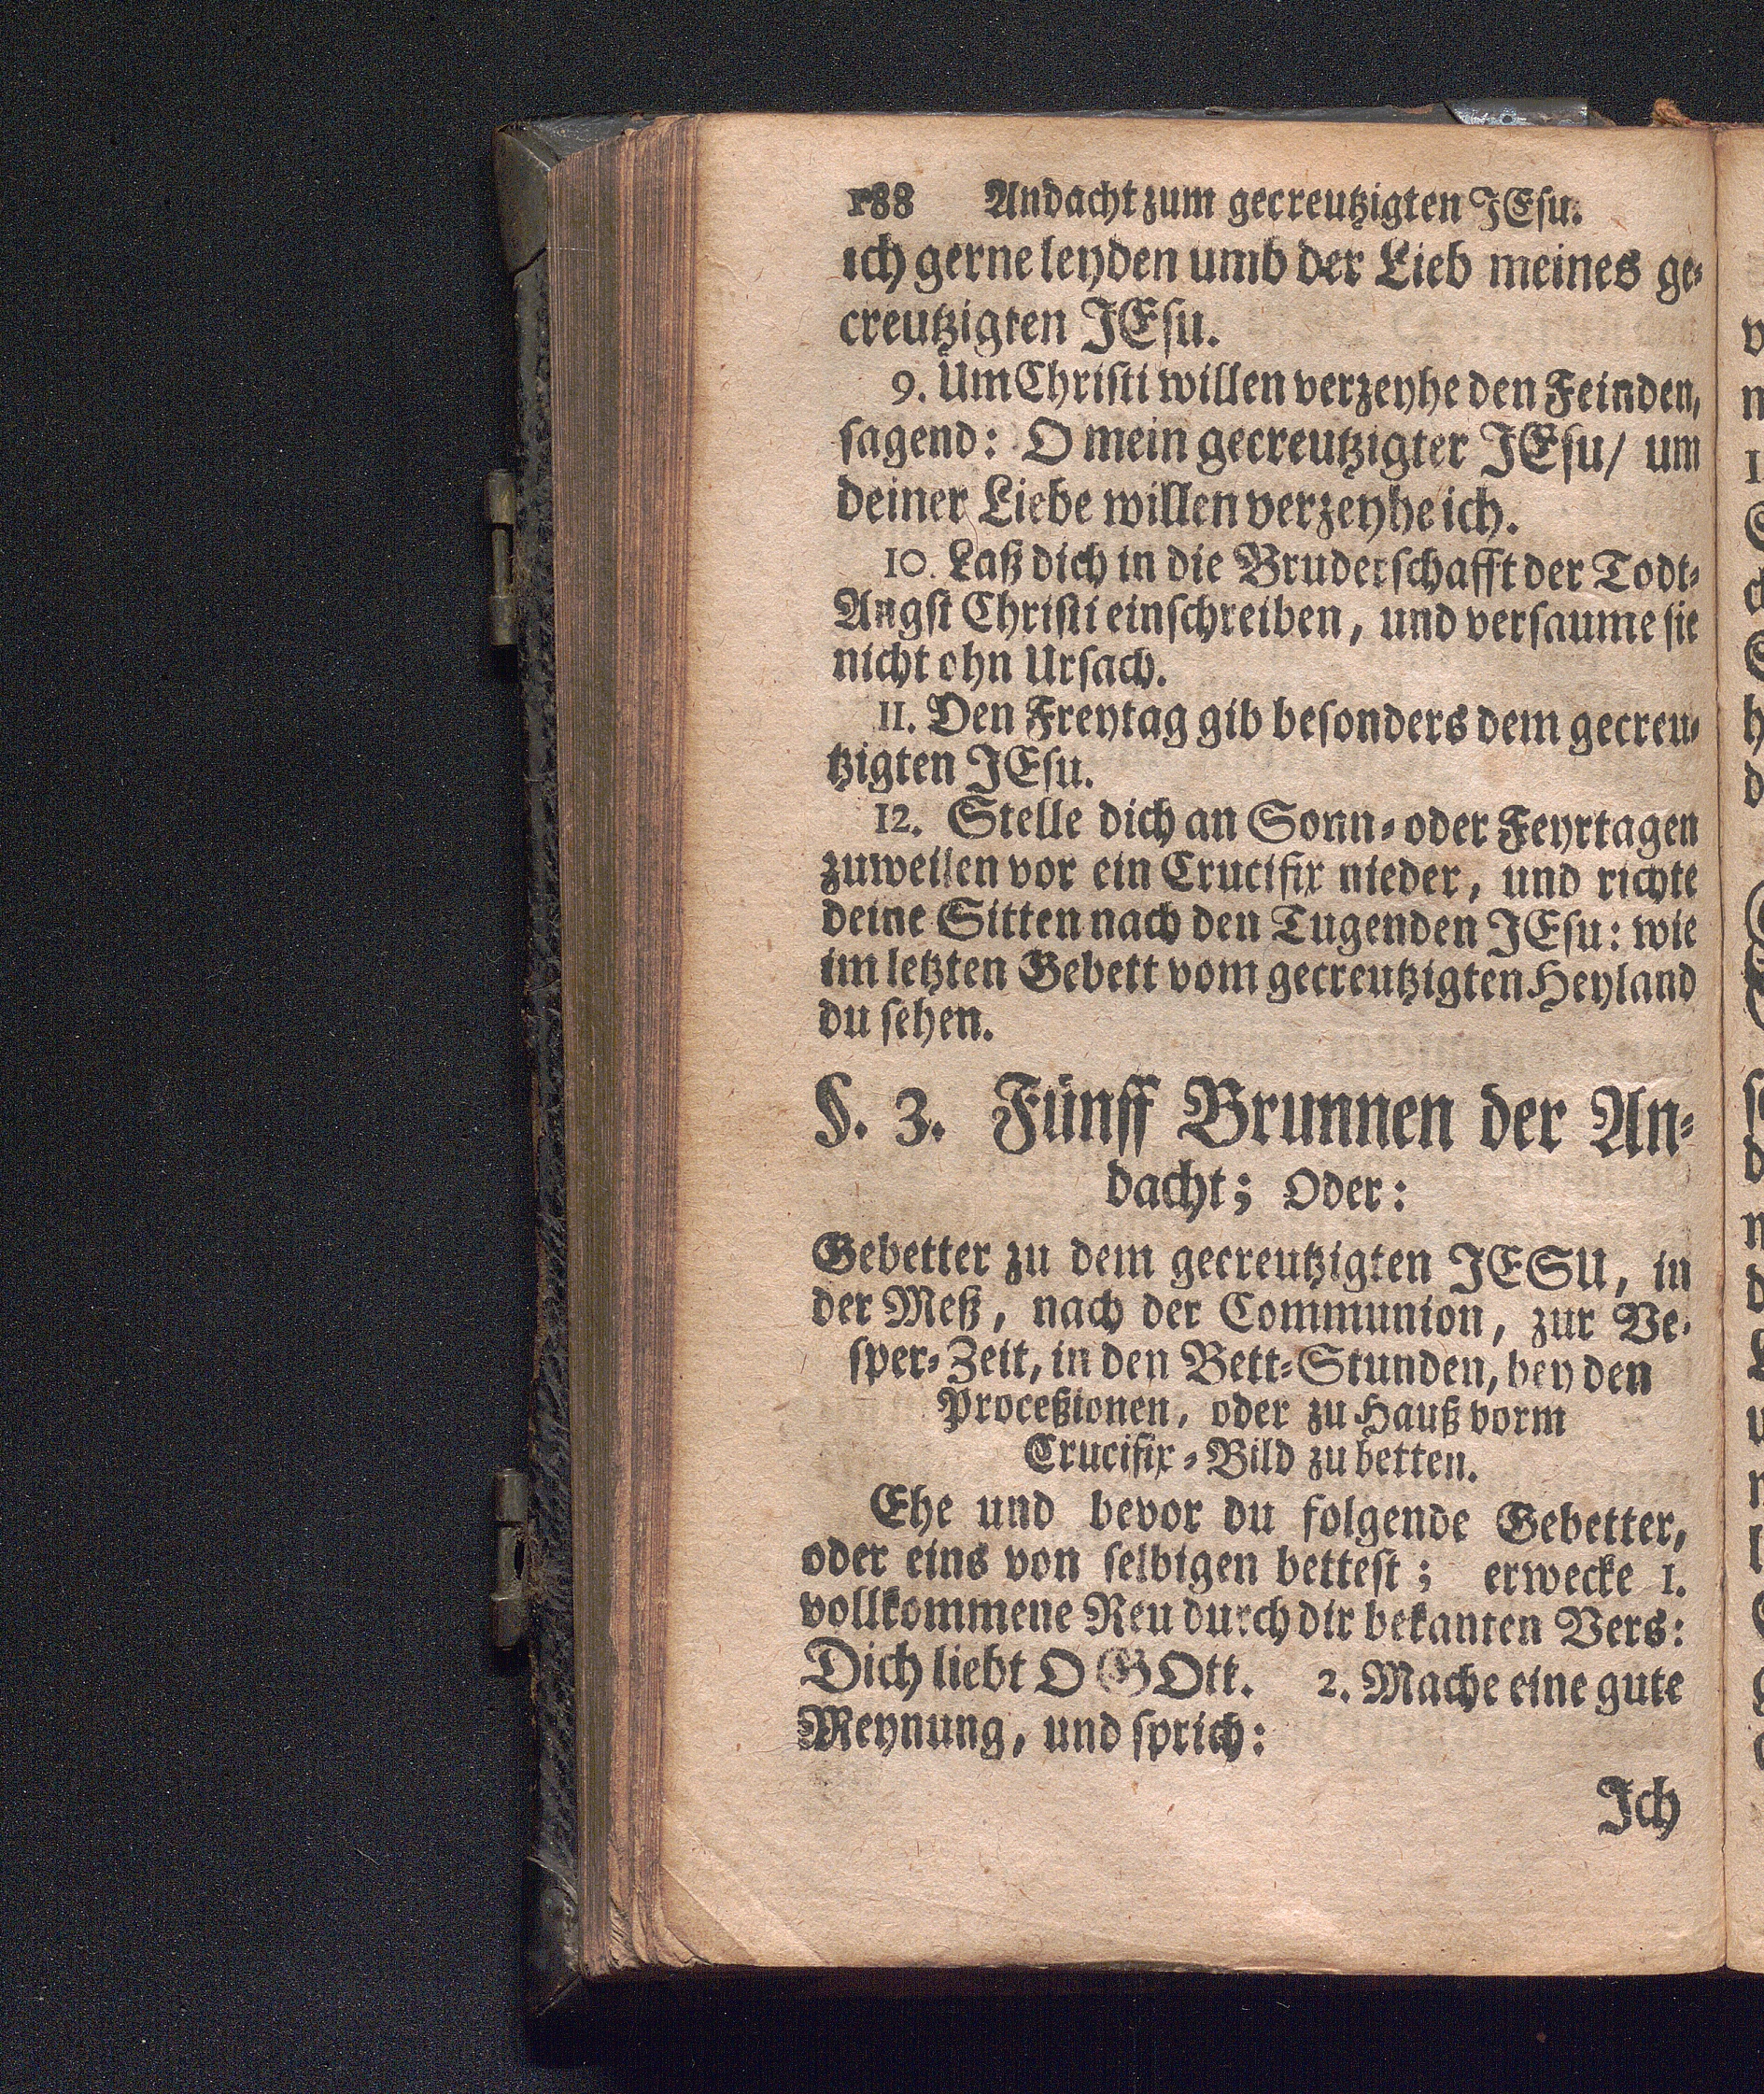 188 Andacht zum gecreutzigten JEsu.
ich gerne leyden umb der Lieb meines ge-
creutzigten JEsu.
9. Um Christi willen verzeyhe den Feinden,
sagend: O mein gecreutzigter JEsu/ um
deiner Liebe willen verzeyhe ich.
10. Laß dich in die Bruderschafft der Todt-
Angst Christi einschreiben, und versaume sie
nicht ohn Ursach.
11. Den Freytag gib besonders dem gecreu-
tzigten JEsu.
12. Stelle dich an Sonn- oder Feyrtagen
zuweilen vor ein Crucifix nieder, und richte
deine Sitten nach den Tugenden JEsu: wie
im letzten Gebett vom gecreutzigten Heyland
du sehen.
§. 3. Fünff Brunnen der An-
dacht; Oder:
Gebetter zu dem gecreutzigten JESU, in
der Meß, nach der Communion, zur Ve-
sper-Zeit, in den Bett-Stunden, bey den
Proceßionen, oder zu Hauß vorm
Crucifix-Bild zu betten.
Ehe und bevor du folgende Gebetter,
oder eins von selbigen bettest; erwecke 1.
vollkommene Reu durch dir bekanten Vers:
Dich liebt O GOtt. 2. Mache eine gute
Meynung, und sprich:
Ich